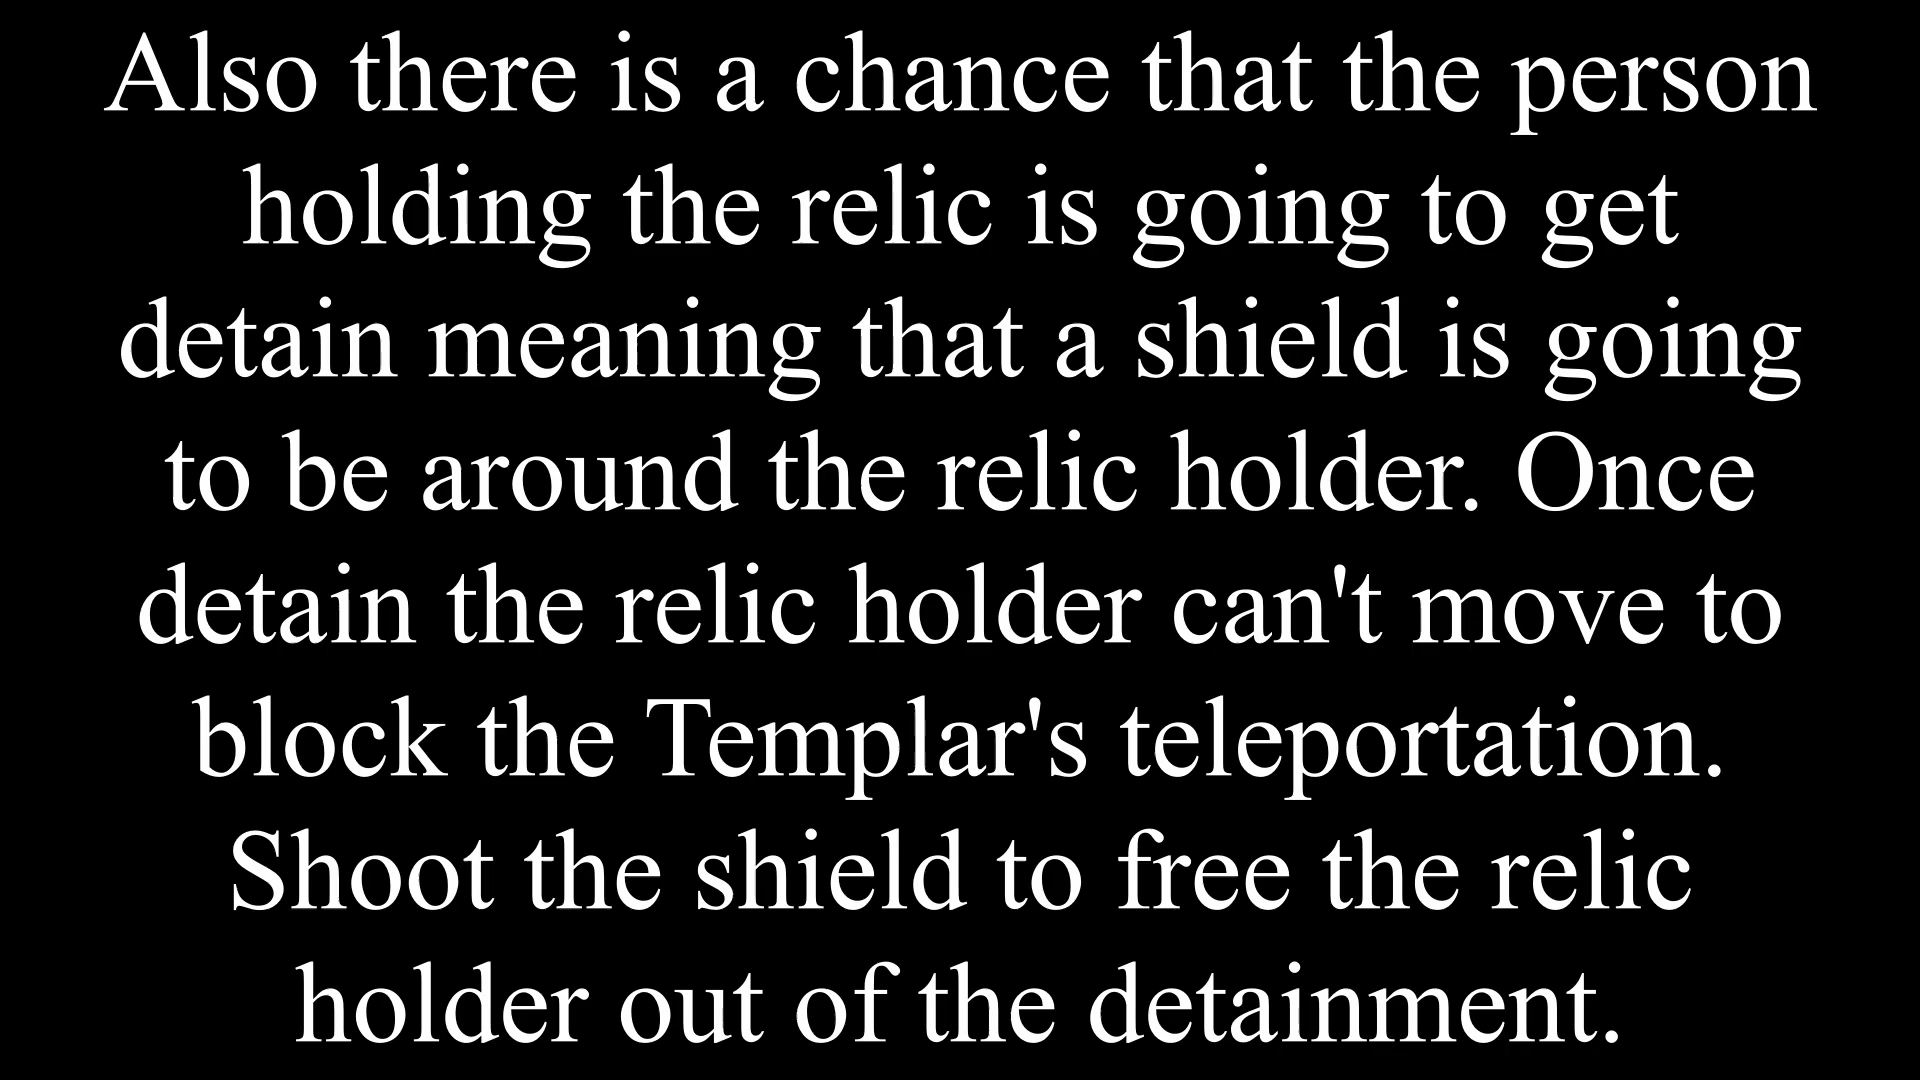 Also there is a chance that the person
holding the relic is going to get
detain meaning that a shield is going
to be around the relic holder. Once
detain the relic holder can't move to
block the Templar's teleportation.
Shoot the shield to free the relic
holder out of the detainment.